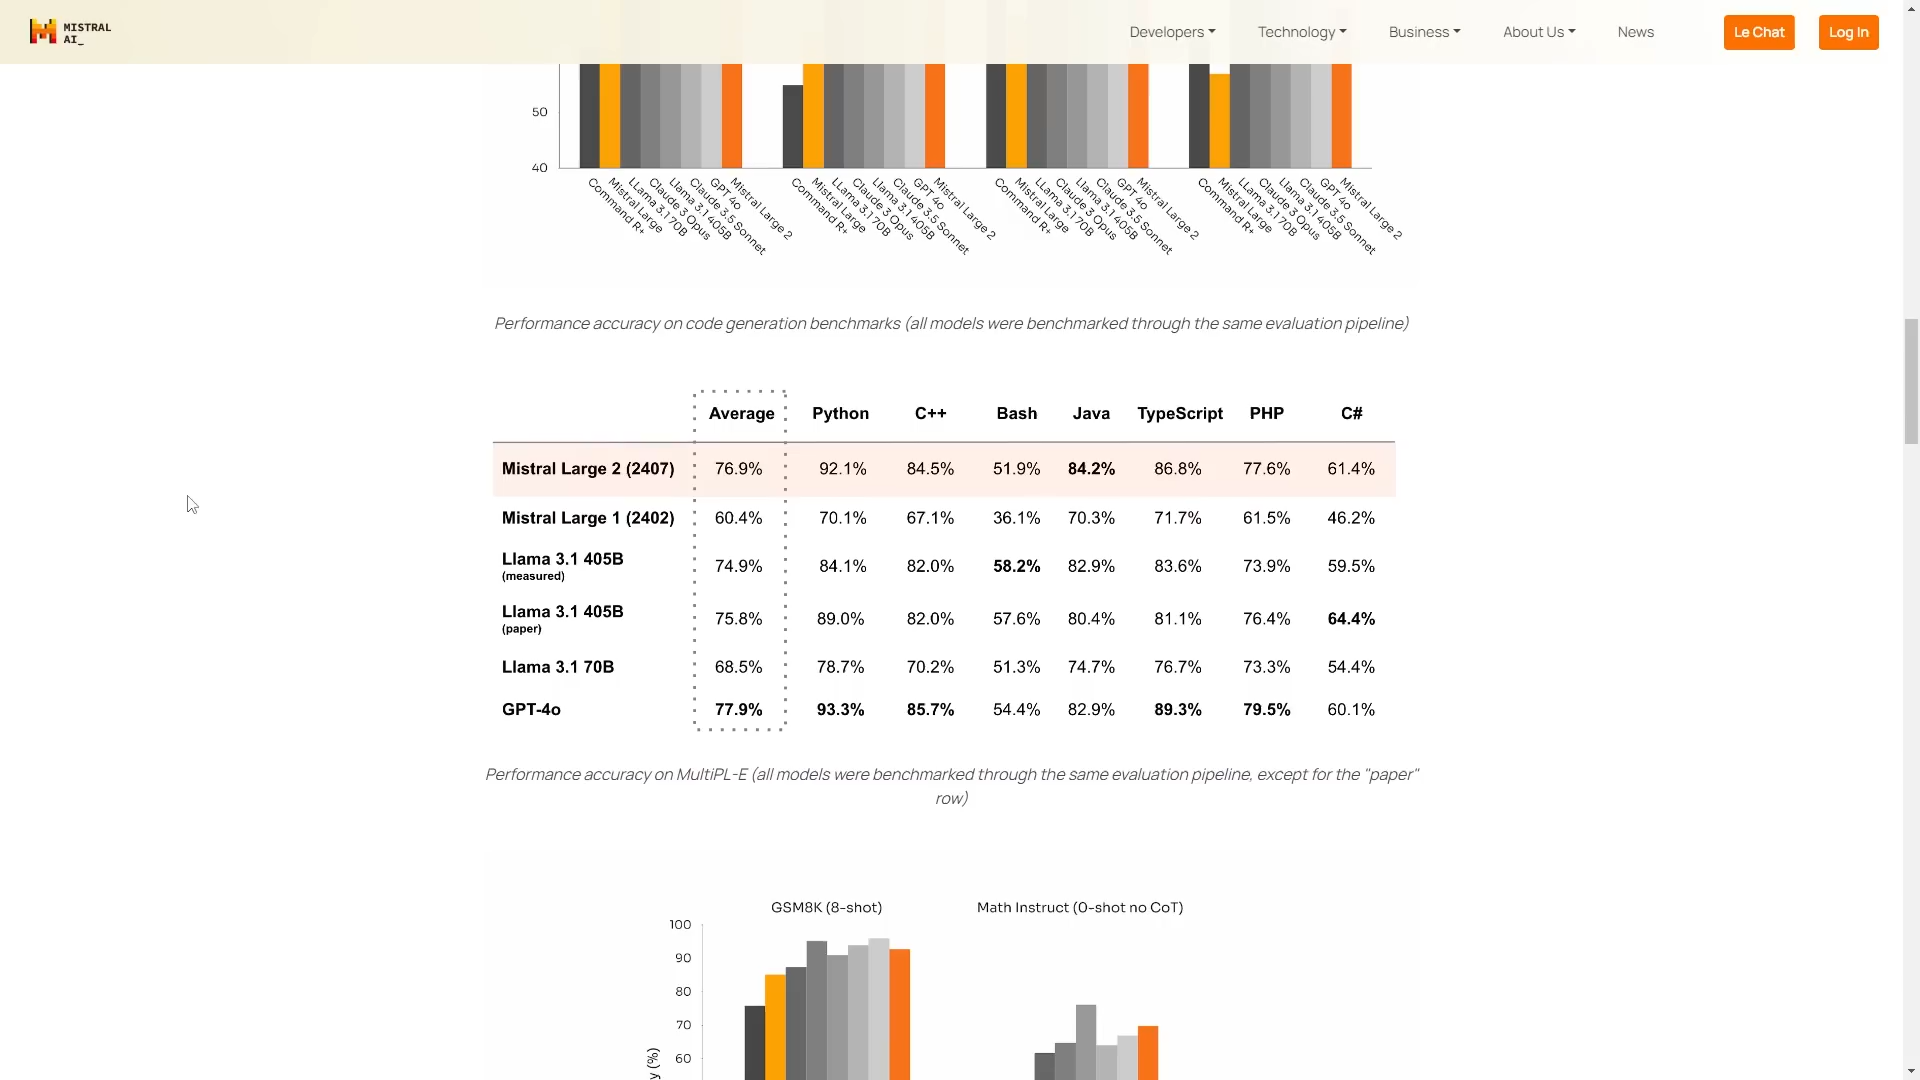 MISTRAL
AI_
Developers Technology Business About Us News Le Chat Log In
50
40
Command R+ Mistral Large LLama 3.1 70B Claude 3 Opus Llama 3.1 405B Claude 3.5 Sonnet GPT 4o Mistral Large 2
Command R+ Mistral Large LLama 3.1 70B Claude 3 Opus Llama 3.1 405B Claude 3.5 Sonnet GPT 4o Mistral Large 2
Command R+ Mistral Large LLama 3.1 70B Claude 3 Opus Llama 3.1 405B Claude 3.5 Sonnet GPT 4o Mistral Large 2
Command R+ Mistral Large LLama 3.1 70B Claude 3 Opus Llama 3.1 405B Claude 3.5 Sonnet GPT 4o Mistral Large 2
Performance accuracy on code generation benchmarks (all models were benchmarked through the same evaluation pipeline)
Average Python C++ Bash Java TypeScript PHP C#
Mistral Large 2 (2407) 76.9% 92.1% 84.5% 51.9% 84.2% 86.8% 77.6% 61.4%
Mistral Large 1 (2402) 60.4% 70.1% 67.1% 36.1% 70.3% 71.7% 61.5% 46.2%
Llama 3.1 405B
(measured)
74.9% 84.1% 82.0% 58.2% 82.9% 83.6% 73.9% 59.5%
Llama 3.1 405B
(paper)
75.8% 89.0% 82.0% 57.6% 80.4% 81.1% 76.4% 64.4%
Llama 3.1 70B 68.5% 78.7% 70.2% 51.3% 74.7% 76.7% 73.3% 54.4%
GPT-4o 77.9% 93.3% 85.7% 54.4% 82.9% 89.3% 79.5% 60.1%
Performance accuracy on MultiPL-E (all models were benchmarked through the same evaluation pipeline, except for the "paper"
row)
GSM8K (8-shot) Math Instruct (0-shot no CoT)
100
90
80
70
60
y (%)